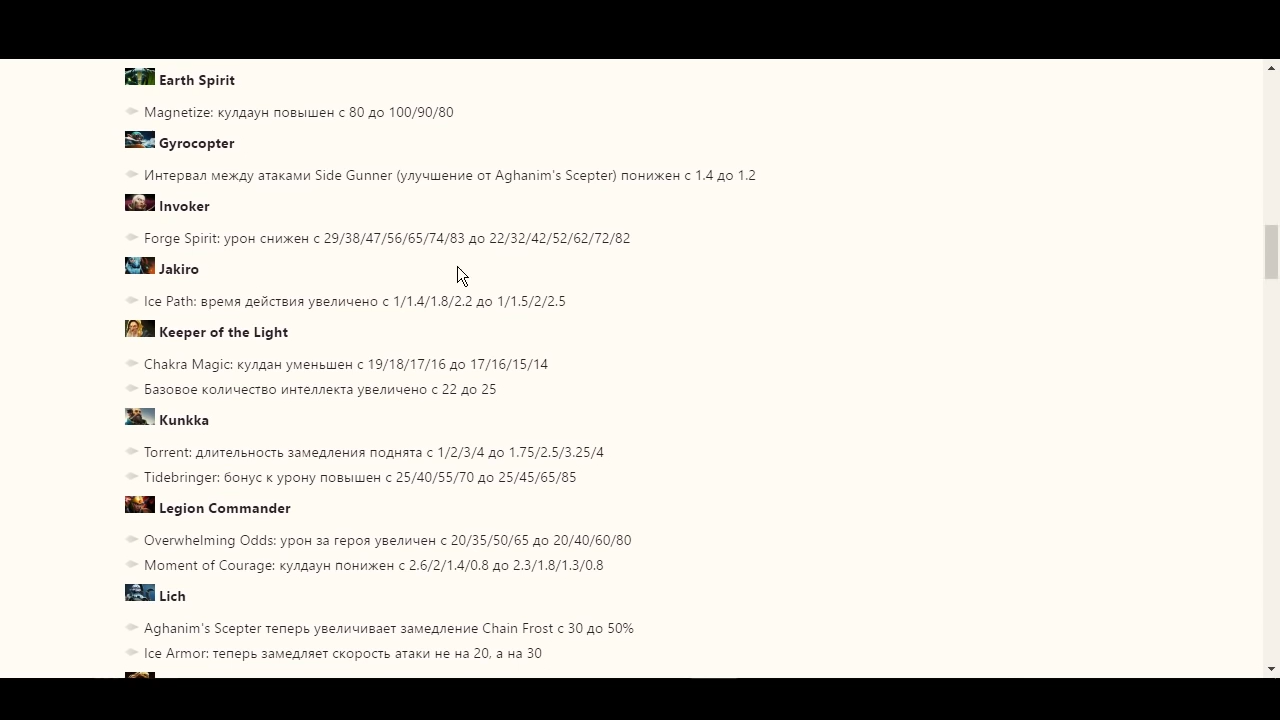 Earth Spirit
Magnetize: кулдаун повышен с 80 до 100/90/80
Gyrocopter
Интервал между атаками Side Gunner (улучшение от Aghanim's Scepter) понижен с 1.4 до 1.2
Invoker
Forge Spirit: урон снижен с 29/38/47/56/65/74/83 до 22/32/42/52/62/72/82
Jakiro
Ice Path: время действия увеличено с 1/1.4/1.8/2.2 до 1/1.5/2/2.5
Keeper of the Light
Chakra Magic: кулдан уменьшен с 19/18/17/16 до 17/16/15/14
Базовое количество интеллекта увеличено с 22 до 25
Kunkka
Torrent: длительность замедления поднята с 1/2/3/4 до 1.75/2.5/3.25/4
Tidebringer: бонус к урону повышен с 25/40/55/70 до 25/45/65/85
Legion Commander
Overwhelming Odds: урон за героя увеличен с 20/35/50/65 до 20/40/60/80
Moment of Courage: кулдаун понижен с 2.6/2/1.4/0.8 до 2.3/1.8/1.3/0.8
Lich
Aghanim's Scepter теперь увеличивает замедление Chain Frost с 30 до 50%
Ice Armor: теперь замедляет скорость атаки не на 20, а на 30